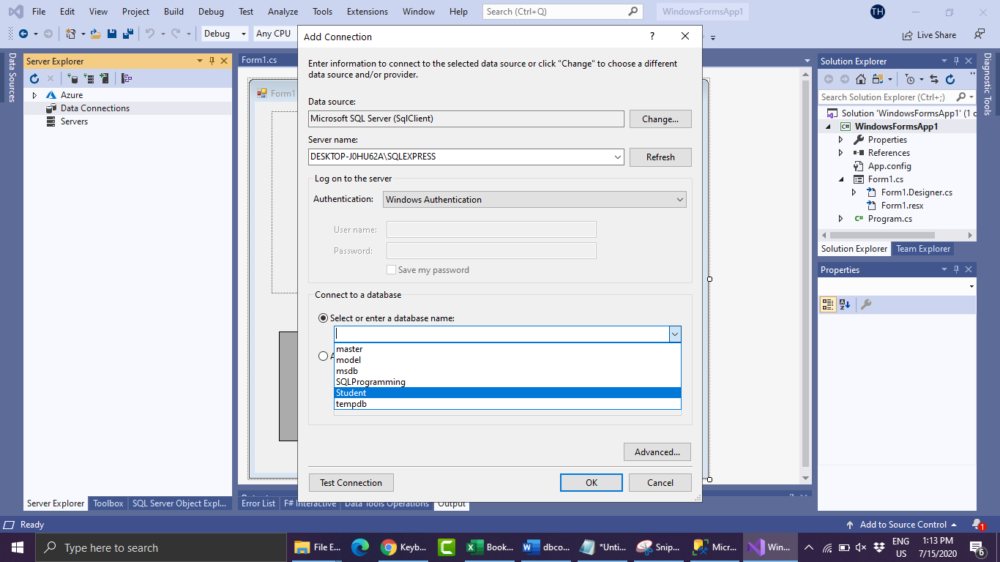 File Edit View Project Build Debug Test Analyze Tools Extensions Window Help Search (Ctrl+Q) WindowsFormsApp1 TH
Debug Any CPU Live Share
Add Connection
Enter information to connect to the selected data source or click "Change" to choose a different
data source and/or provider.
Data source:
Microsoft SQL Server (SqlClient)
Change...
Server name:
DESKTOP-J0HU62A\SQLEXPRESS
Refresh
Log on to the server
Authentication: Windows Authentication
User name:
Password:
Save my password
Connect to a database
Select or enter a database name:
master
model
msdb
SQLProgramming
Student
tempdb
Advanced...
Test Connection OK Cancel
Data Sources
Server Explorer
Azure
Data Connections
Servers
Server Explorer Toolbox SQL Server Object Expl...
Form1.cs
Form1
Error List F# Interactive Data Tools Operations Output
Solution Explorer
Search Solution Explorer (Ctrl+;)
Solution 'WindowsFormsApp1' (1 c
WindowsFormsApp1
Properties
References
App.config
Form1.cs
Form1.Designer.cs
Form1.resx
Program.cs
Solution Explorer Team Explorer
Properties
Diagnostic Tools
Ready Add to Source Control 1
Type here to search File E... Keyb... Book... dbco... *Unti... Snip... Micr... Win...
ENG
US
1:13 PM
7/15/2020
6